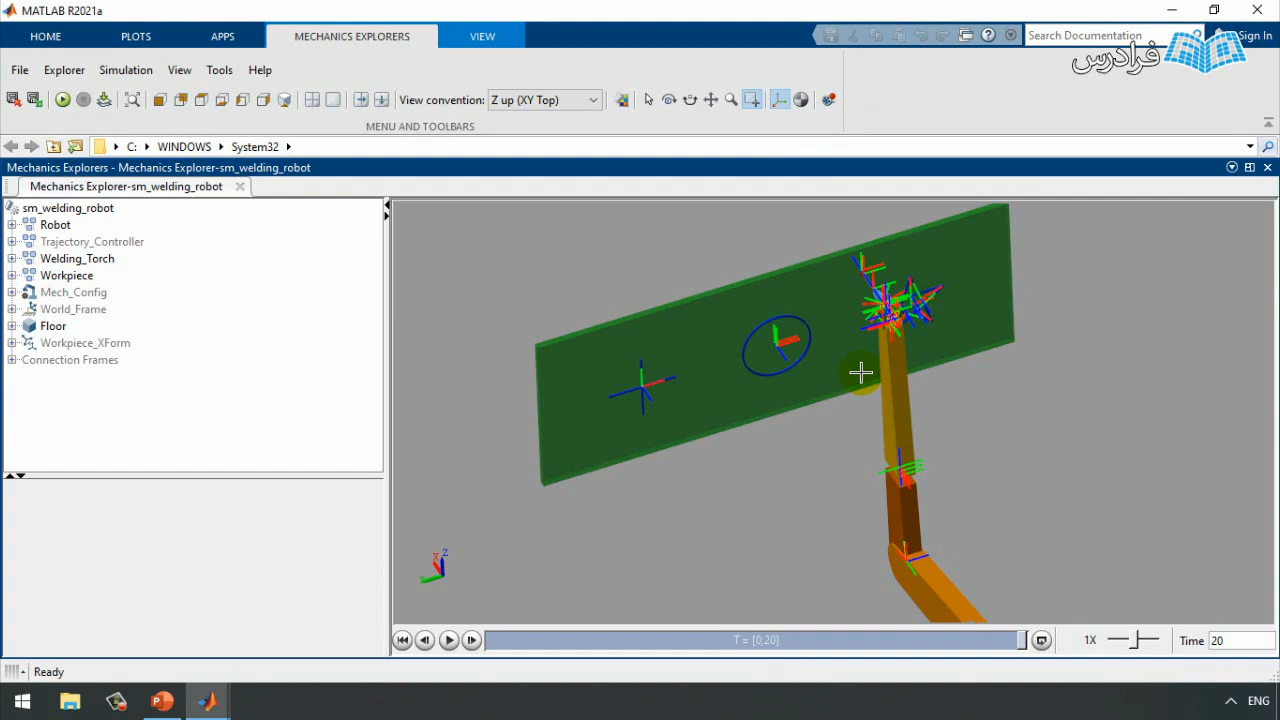 MATLAB R2021a
HOME PLOTS APPS MECHANICS EXPLORERS VIEW
Search Documentation
Sign In
فرادرس
File Explorer Simulation View Tools Help
View convention: Z up (XY Top)
MENU AND TOOLBARS
C: WINDOWS System32
Mechanics Explorers - Mechanics Explorer-sm_welding_robot
Mechanics Explorer-sm_welding_robot
sm_welding_robot
Robot
Trajectory_Controller
Welding_Torch
Workpiece
Mech_Config
World_Frame
Floor
Workpiece_XForm
Connection Frames
X Z
T = [0,20]
1X
Time 20
Ready
ENG